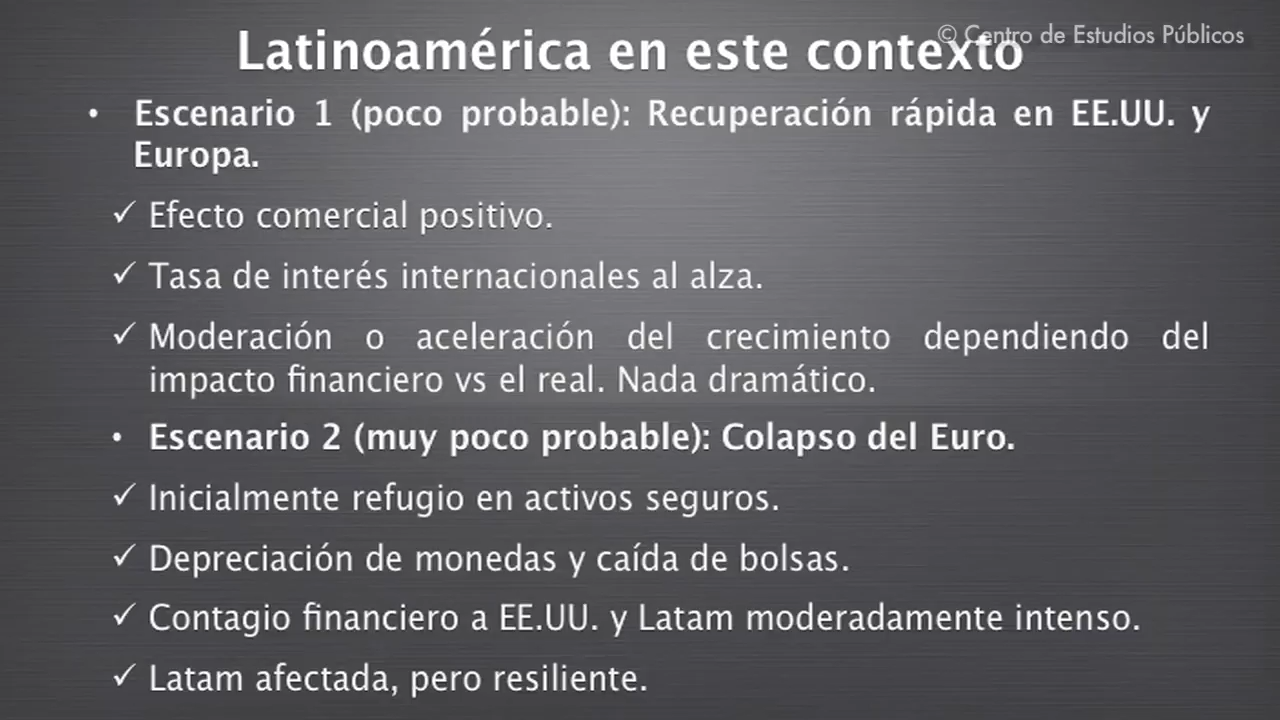 © Centro de Estudios Públicos
Latinoamérica en este contexto
• Escenario 1 (poco probable): Recuperación rápida en EE.UU. y
Europa.
✓ Efecto comercial positivo.
✓ Tasa de interés internacionales al alza.
✓ Moderación o aceleración del crecimiento dependiendo del
impacto financiero vs el real. Nada dramático.
• Escenario 2 (muy poco probable): Colapso del Euro.
✓ Inicialmente refugio en activos seguros.
✓ Depreciación de monedas y caída de bolsas.
✓ Contagio financiero a EE.UU. y Latam moderadamente intenso.
✓ Latam afectada, pero resiliente.